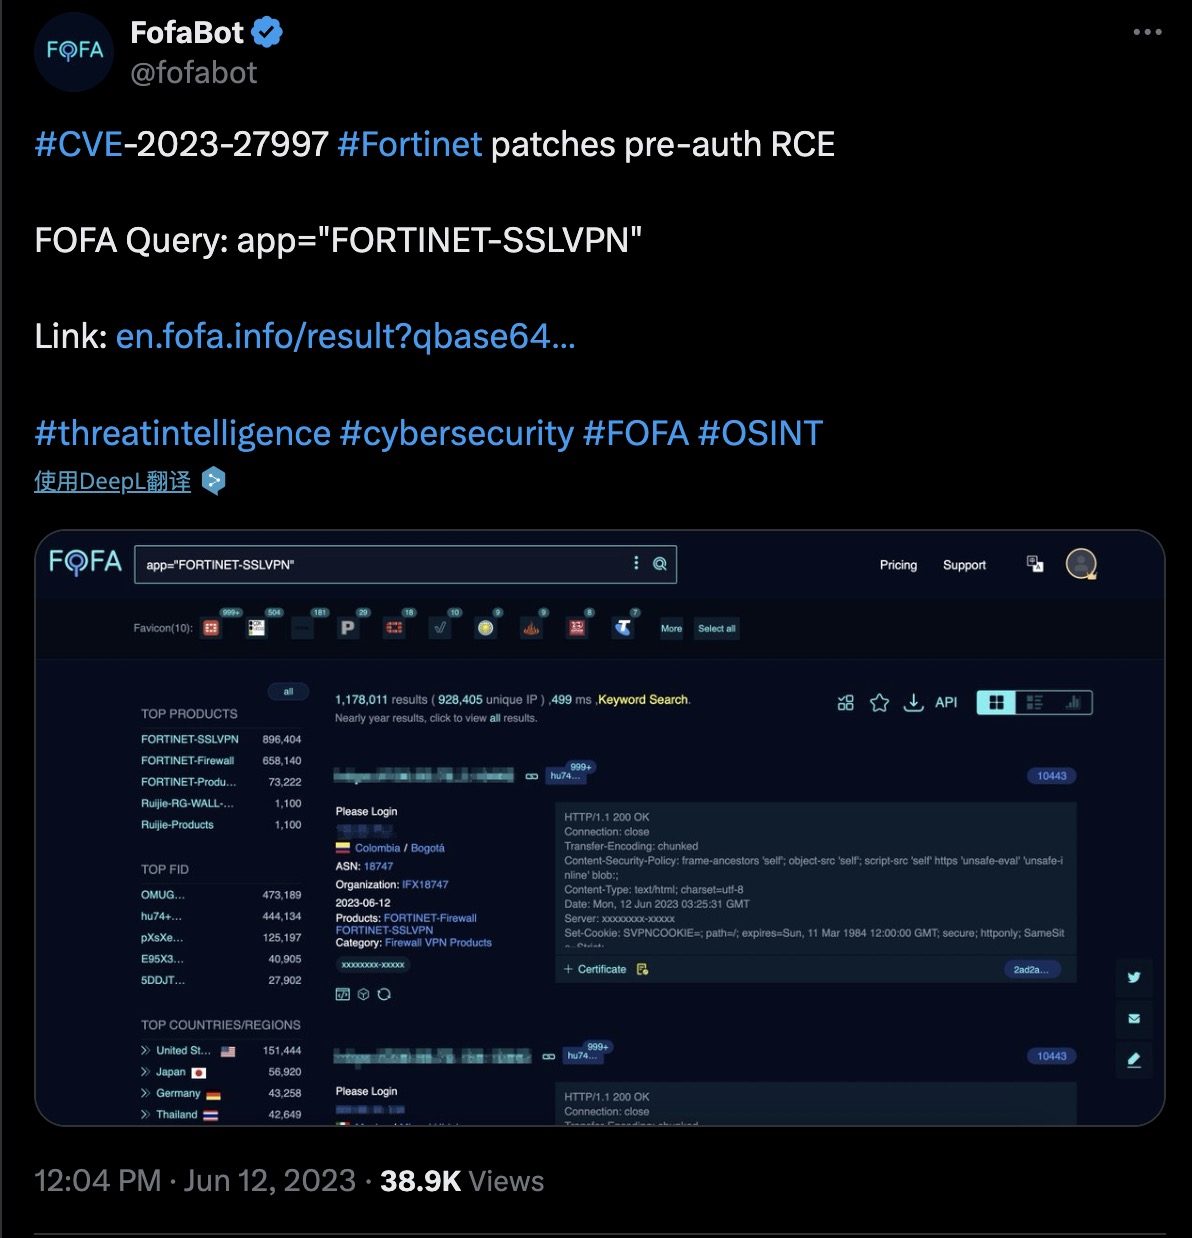 FOFA
FofaBot
@fofabot
#CVE-2023-27997 #Fortinet patches pre-auth RCE
FOFA Query: app="FORTINET-SSLVPN"
Link: en.fofa.info/result?qbase64…
#threatintelligence #cybersecurity #FOFA #OSINT
使用DeepL翻译
FOFA
app="FORTINET-SSLVPN"
Pricing
Support
Favicon(10):
999+
504
181
29
18
10
9
9
8
7
More
Select all
all
TOP PRODUCTS
FORTINET-SSLVPN 896,404
FORTINET-Firewall 658,140
FORTINET-Produ... 73,222
Ruijie-RG-WALL-... 1,100
Ruijie-Products 1,100
TOP FID
OMUG... 473,189
hu74+... 444,134
pXsXe... 125,197
E95X3... 40,905
5DDJT... 27,902
TOP COUNTRIES/REGIONS
United St... 151,444
Japan 56,920
Germany 43,258
Thailand 42,649
1,178,011 results ( 928,405 unique IP ) ,499 ms ,Keyword Search.
Nearly year results, click to view all results.
API
999+
hu74...
10443
Please Login
Colombia / Bogotá
ASN: 18747
Organization: IFX18747
2023-06-12
Products: FORTINET-Firewall
FORTINET-SSLVPN
Category: Firewall VPN Products
xxxxxxxx-xxxxx
HTTP/1.1 200 OK
Connection: close
Transfer-Encoding: chunked
Content-Security-Policy: frame-ancestors 'self'; object-src 'self'; script-src 'self' https 'unsafe-eval' 'unsafe-i
nline' blob:;
Content-Type: text/html; charset=utf-8
Date: Mon, 12 Jun 2023 03:25:31 GMT
Server: xxxxxxxx-xxxxx
Set-Cookie: SVPNCOOKIE=; path=/; expires=Sun, 11 Mar 1984 12:00:00 GMT; secure; httponly; SameSit
e=Strict;
+ Certificate
2ad2a...
999+
hu74...
10443
Please Login
HTTP/1.1 200 OK
Connection: close
Transfer-Encoding: chunked
12:04 PM · Jun 12, 2023 · 38.9K Views